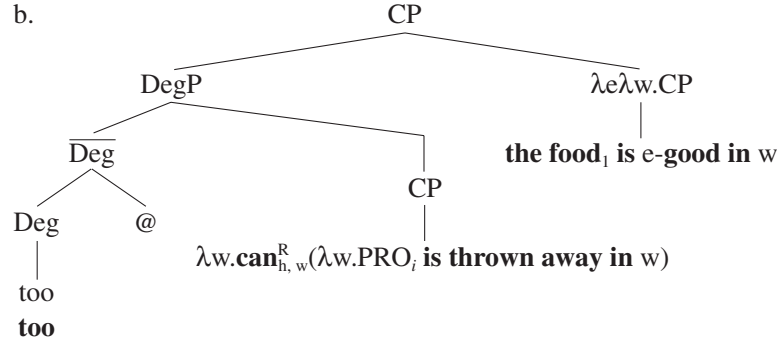 b. CP
DegP λeλw.CP
Deg the food₁ is e-good in w
CP
Deg @
λw.canᴿₕ, w(λw.PROᵢ is thrown away in w)
too
too